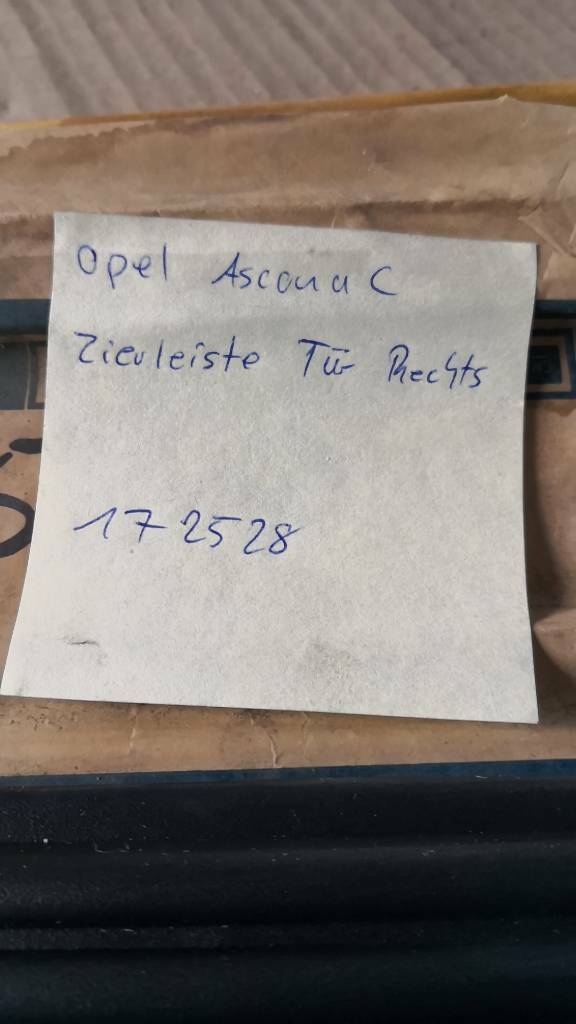 Opel Ascona C
Zierleiste Tür Rechts
172528